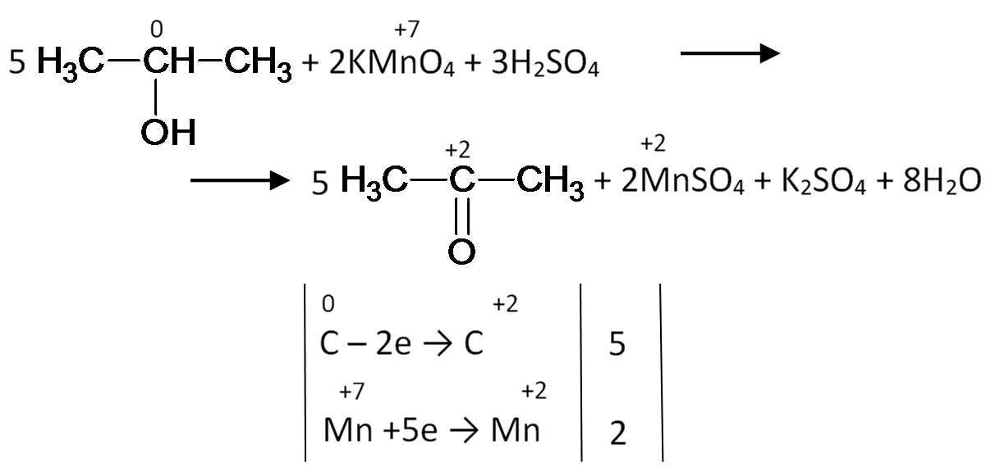 0 +7
5 H₃C—CH—CH₃ + 2KMnO₄ + 3H₂SO₄ ⟶
OH
+2 +2
⟶ 5 H₃C—C—CH₃ + 2MnSO₄ + K₂SO₄ + 8H₂O
O
0 +2
C – 2e → C 5
+7 +2
Mn +5e → Mn 2